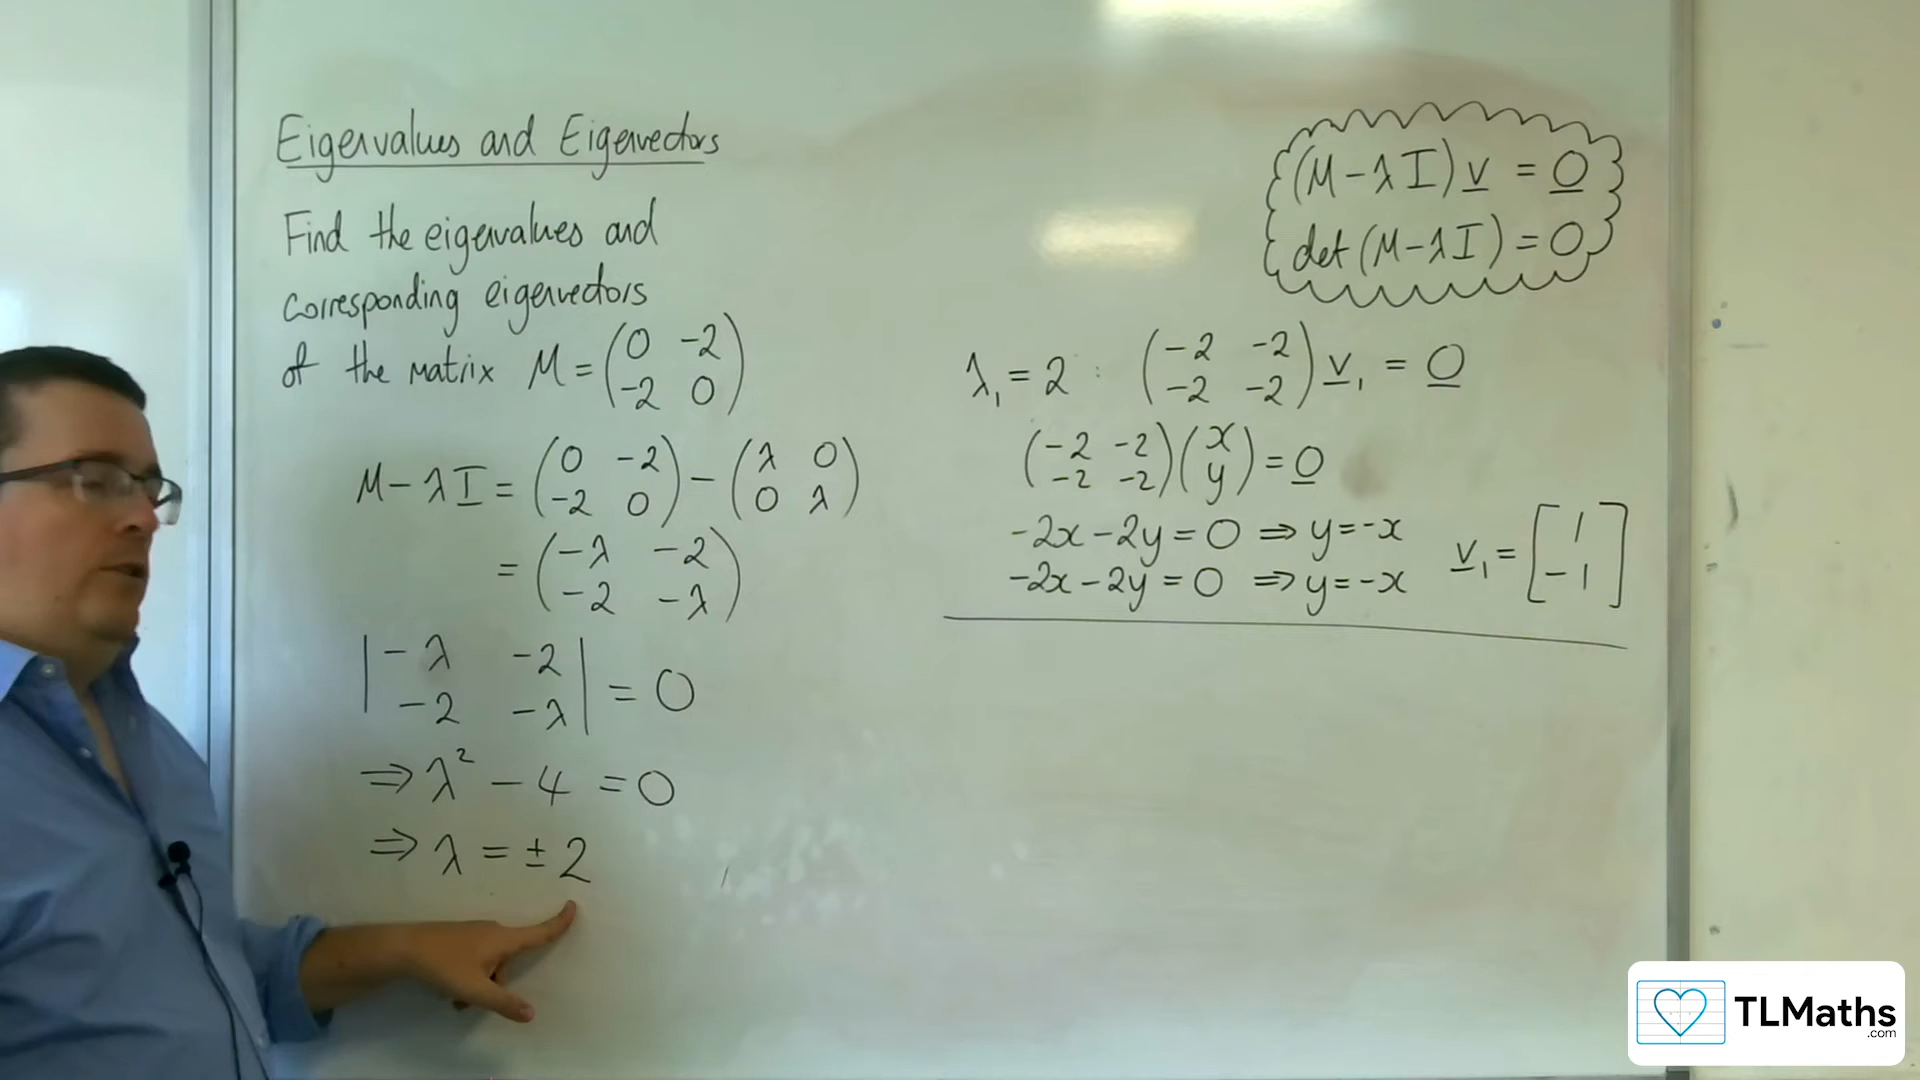 Eigenvalues and Eigenvectors
Find the eigenvalues and
corresponding eigenvectors
of the matrix M = (0 -2
-2 0)
M - λI = (0 -2
-2 0) - (λ 0
0 λ)
= (-λ -2
-2 -λ)
|-λ -2
-2 -λ| = 0
⇒ λ² - 4 = 0
⇒ λ = ± 2
(M - λI)v = 0
det(M - λI) = 0
λ₁ = 2 : (-2 -2
-2 -2) v₁ = 0
(-2 -2
-2 -2)(x
y) = 0
-2x - 2y = 0 ⇒ y = -x
-2x - 2y = 0 ⇒ y = -x
v₁ = [1
-1]
TLMaths
.com